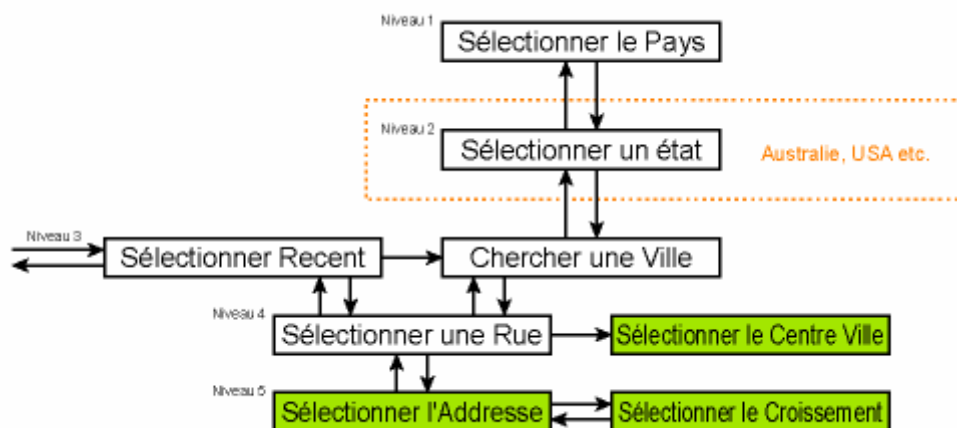 Niveau 1
Sélectionner le Pays
Niveau 2
Sélectionner un état
Australie, USA etc.
Niveau 3
Sélectionner Recent
Chercher une Ville
Niveau 4
Sélectionner une Rue
Sélectionner le Centre Ville
Niveau 5
Sélectionner l'Addresse
Sélectionner le Croissement